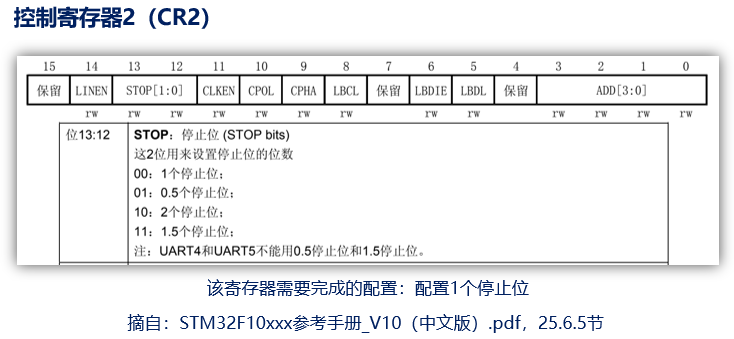 控制寄存器2（CR2）
15 14 13 12 11 10 9 8 7 6 5 4 3 2 1 0
保留 LINEN STOP[1:0] CLKEN CPOL CPHA LBCL 保留 LBDIE LBDL 保留 ADD[3:0]
rw rw rw rw rw rw rw rw rw rw rw rw rw
位13:12 STOP：停止位 (STOP bits)
这2位用来设置停止位的位数
00：1个停止位；
01：0.5个停止位；
10：2个停止位；
11：1.5个停止位；
注：UART4和UART5不能用0.5停止位和1.5停止位。
该寄存器需要完成的配置：配置1个停止位
摘自：STM32F10xxx参考手册_V10（中文版）.pdf，25.6.5节